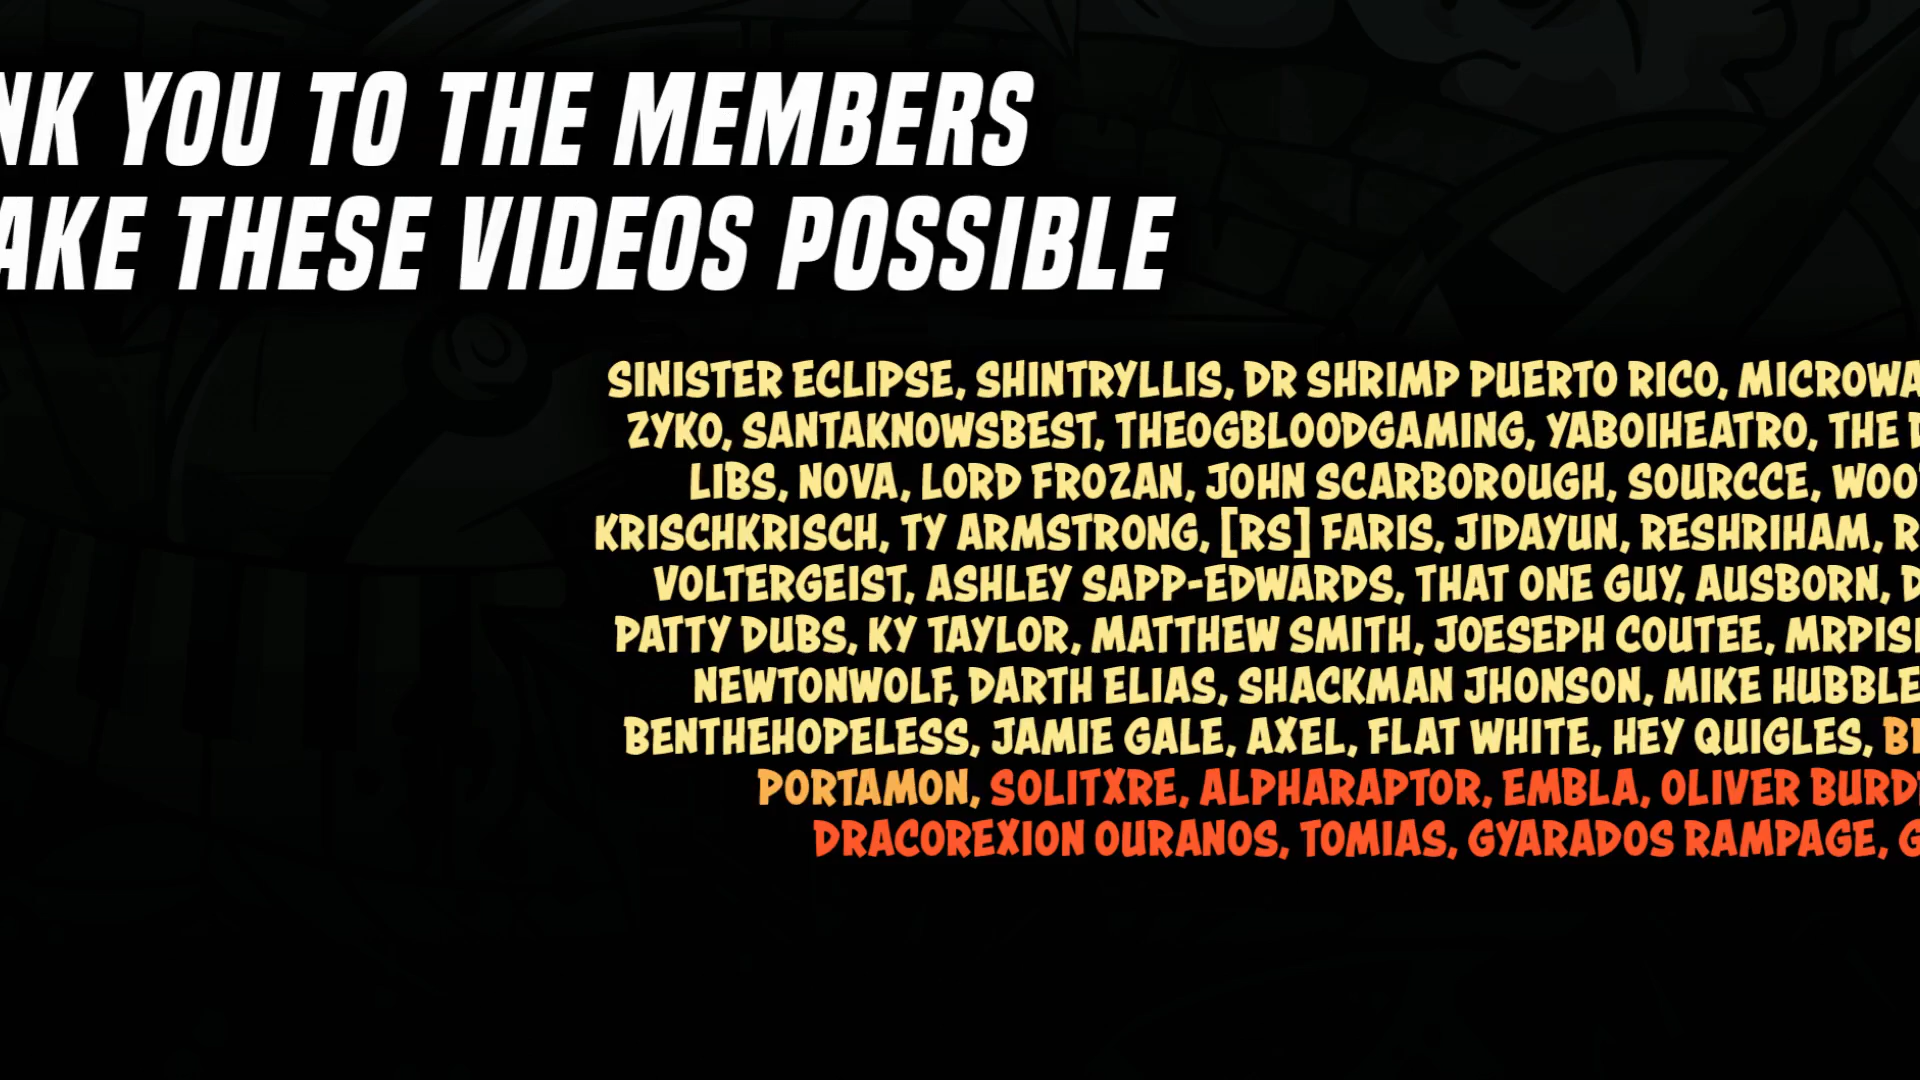 YOU TO THE MEMBERS
THESE VIDEOS POSSIBLE
SINISTER ECLIPSE, SHINTRYLLIS, DR SHRIMP PUERTO RICO,
ZYKO, SANTAKNOWSBEST, THEOGBLOODGAMING, YABOIHEATRO, THE
LIBS, NOVA, LORD FROZAN, JOHN SCARBOROUGH, SOURCCE,
KRISCHKRISCH, TY ARMSTRONG, [RS] FARIS, JIDAYUN, RESHRIHAM,
VOLTERGEIST, ASHLEY SAPP-EDWARDS, THAT ONE GUY, AUSBORN,
PATTY DUBS, KY TAYLOR, MATTHEW SMITH, JOESEPH COUTEE,
NEWTONWOLF, DARTH ELIAS, SHACKMAN JHONSON, MIKE
BENTHEHOPELESS, JAMIE GALE, AXEL, FLAT WHITE, HEY QUIGLES,
PORTAMON, SOLITXRE, ALPHARAPTOR, EMBLA, OLIVER
DRACOREXION OURANOS, TOMIAS, GYARADOS RAMPAGE,